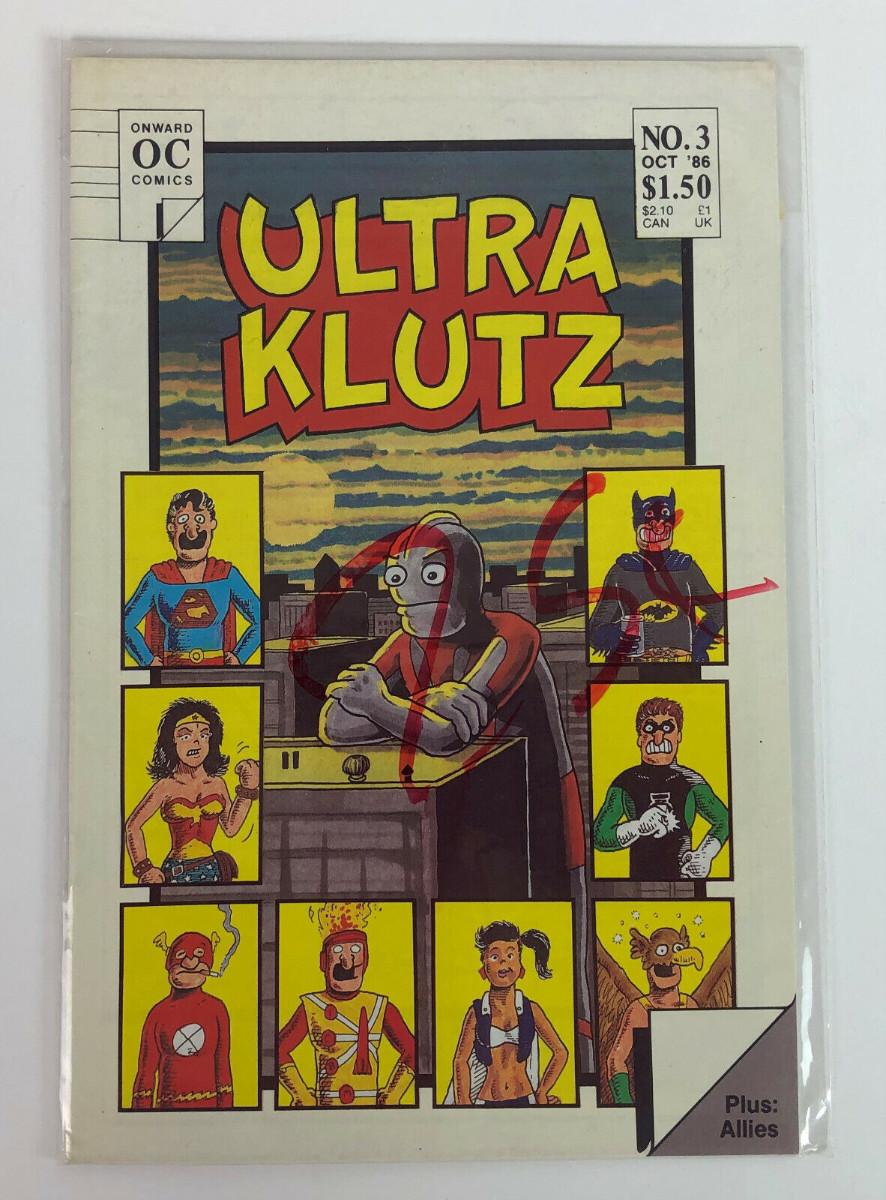 ONWARD
OC
COMICS
NO. 3
OCT '86
$1.50
$2.10 £1
CAN UK
ULTRA
KLUTZ
Plus:
Allies